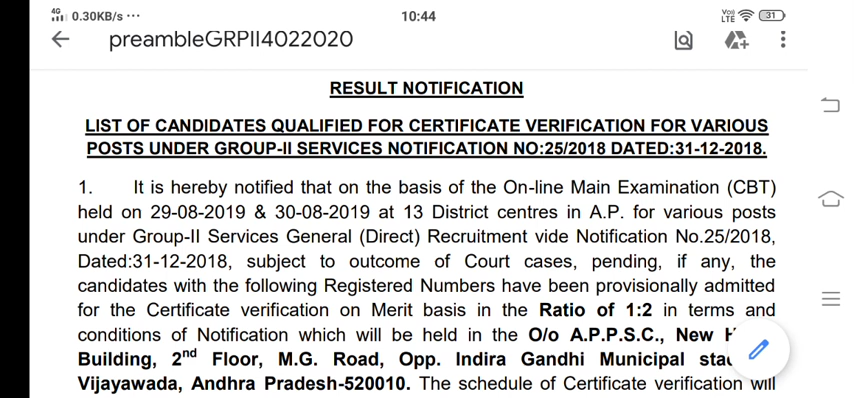 4G 0.30KB/s ··· 10:44 Voll LTE 31
preambleGRPII4022020
RESULT NOTIFICATION
LIST OF CANDIDATES QUALIFIED FOR CERTIFICATE VERIFICATION FOR VARIOUS
POSTS UNDER GROUP-II SERVICES NOTIFICATION NO:25/2018 DATED:31-12-2018.
1. It is hereby notified that on the basis of the On-line Main Examination (CBT)
held on 29-08-2019 & 30-08-2019 at 13 District centres in A.P. for various posts
under Group-II Services General (Direct) Recruitment vide Notification No.25/2018,
Dated:31-12-2018, subject to outcome of Court cases, pending, if any, the
candidates with the following Registered Numbers have been provisionally admitted
for the Certificate verification on Merit basis in the Ratio of 1:2 in terms and
conditions of Notification which will be held in the O/o A.P.P.S.C., New
Building, 2nd Floor, M.G. Road, Opp. Indira Gandhi Municipal
Vijayawada, Andhra Pradesh-520010. The schedule of Certificate verification will